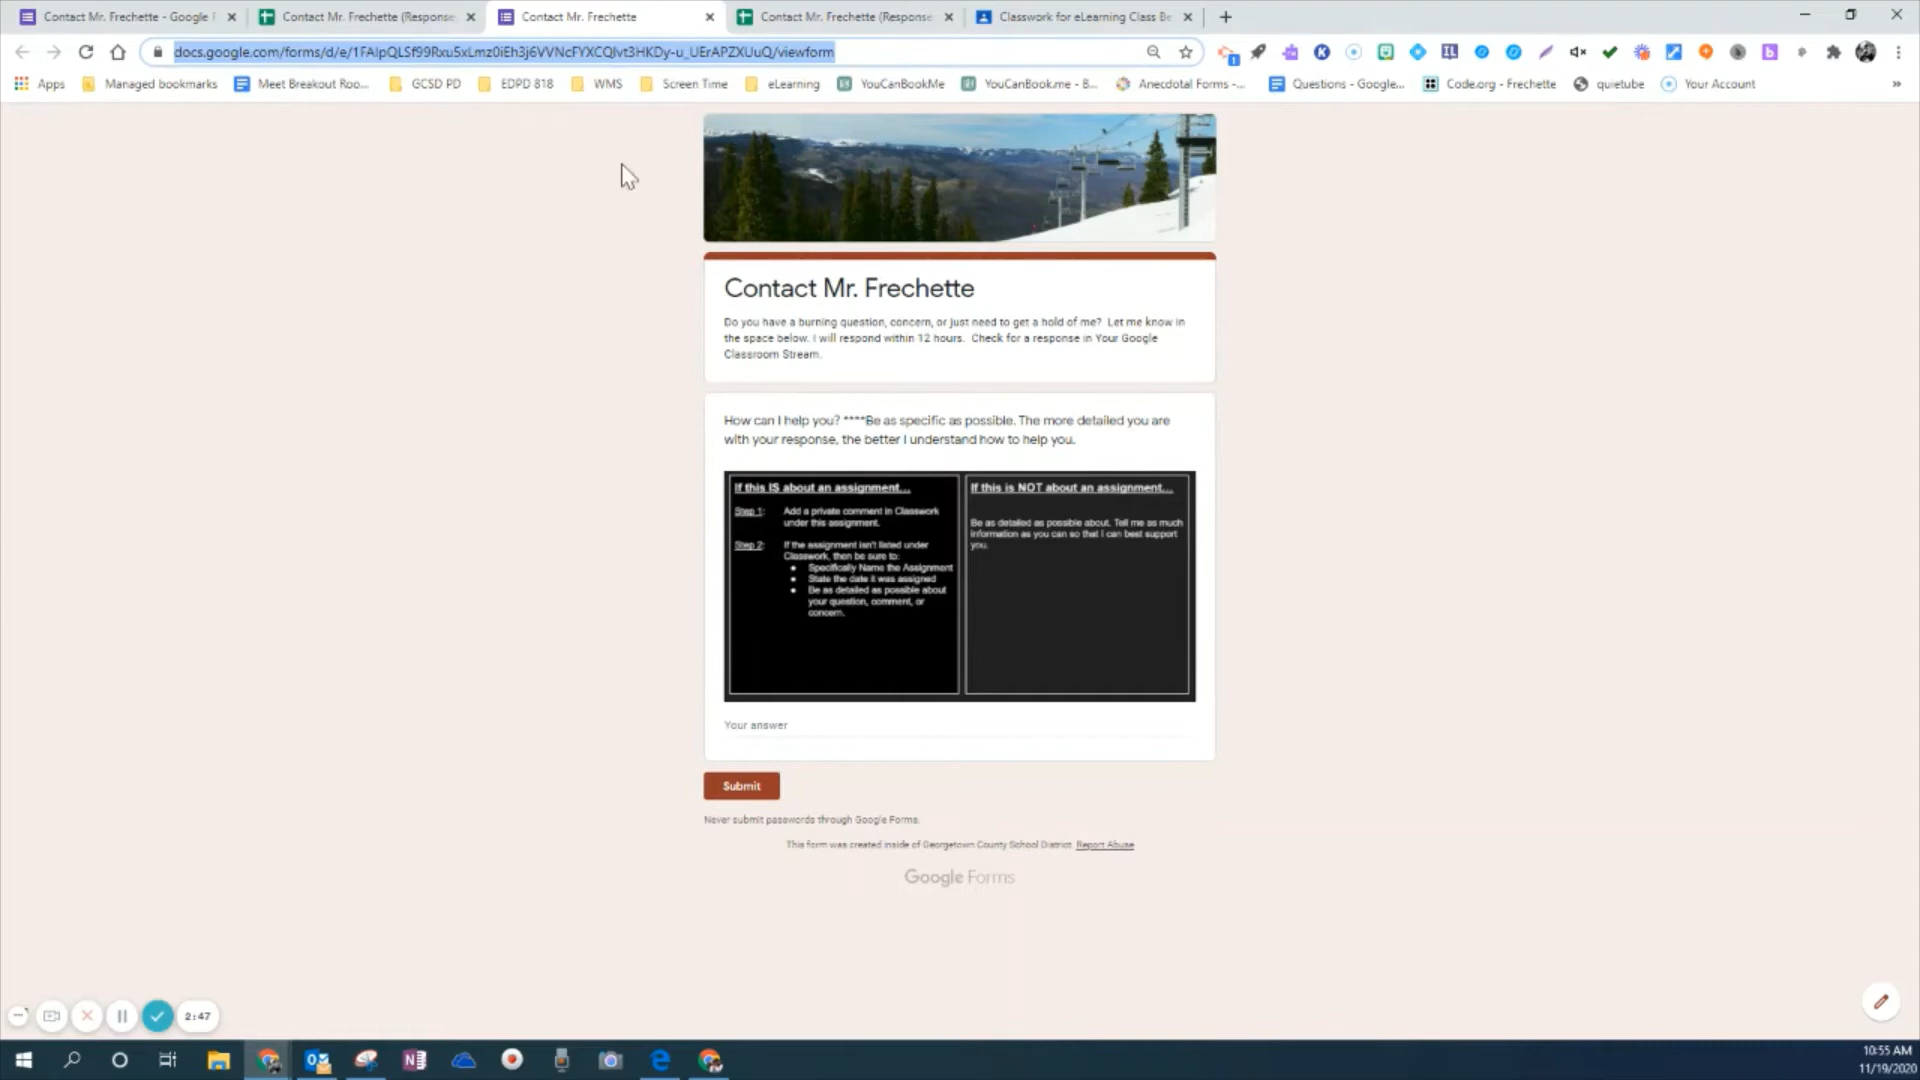 Contact Mr. Frechette - Google F
Contact Mr. Frechette (Response
Contact Mr. Frechette
Contact Mr. Frechette (Response
Classwork for eLearning Class Be
docs.google.com/forms/d/e/1FAIpQLSf99Rxu5xLmz0iEh3j6VVNcFYXCQIvt3HKDy-u_UErAPZXUuQ/viewform
Apps
Managed bookmarks
Meet Breakout Roo...
GCSD PD
EDPD 818
WMS
Screen Time
eLearning
YouCanBookMe
YouCanBook.me - B...
Anecdotal Forms -...
Questions - Google...
Code.org - Frechette
quietube
Your Account
Contact Mr. Frechette
Do you have a burning question, concern, or just need to get a hold of me? Let me know in
the space below. I will respond within 12 hours. Check for a response in Your Google
Classroom Stream.
How can I help you? ****Be as specific as possible. The more detailed you are
with your response, the better I understand how to help you.
If this IS about an assignment...
Step 1: Add a private comment in Classwork
under this assignment.
Step 2: If the assignment isn't listed under
Classwork, then be sure to:
Specifically Name the Assignment
State the date it was assigned
Be as detailed as possible about
your question, comment, or
concern.
If this is NOT about an assignment...
Be as detailed as possible about. Tell me as much
information as you can so that I can best support
you.
Your answer
Submit
Never submit passwords through Google Forms.
This form was created inside of Georgetown County School District. Report Abuse
Google Forms
2:47
10:55 AM
11/19/2020